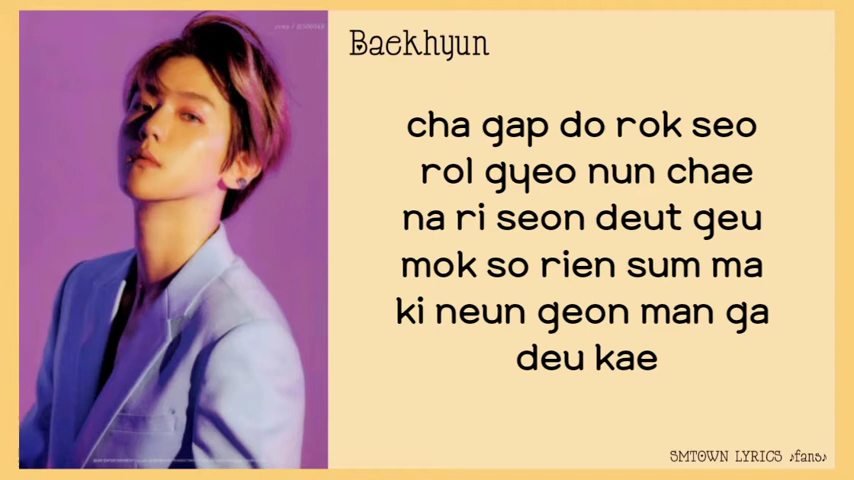 Baekhyun
cha gap do rok seo
rol gyeo nun chae
na ri seon deut geu
mok so rien sum ma
ki neun geon man ga
deu kae
SMTOWN LYRICS ♪fans♪